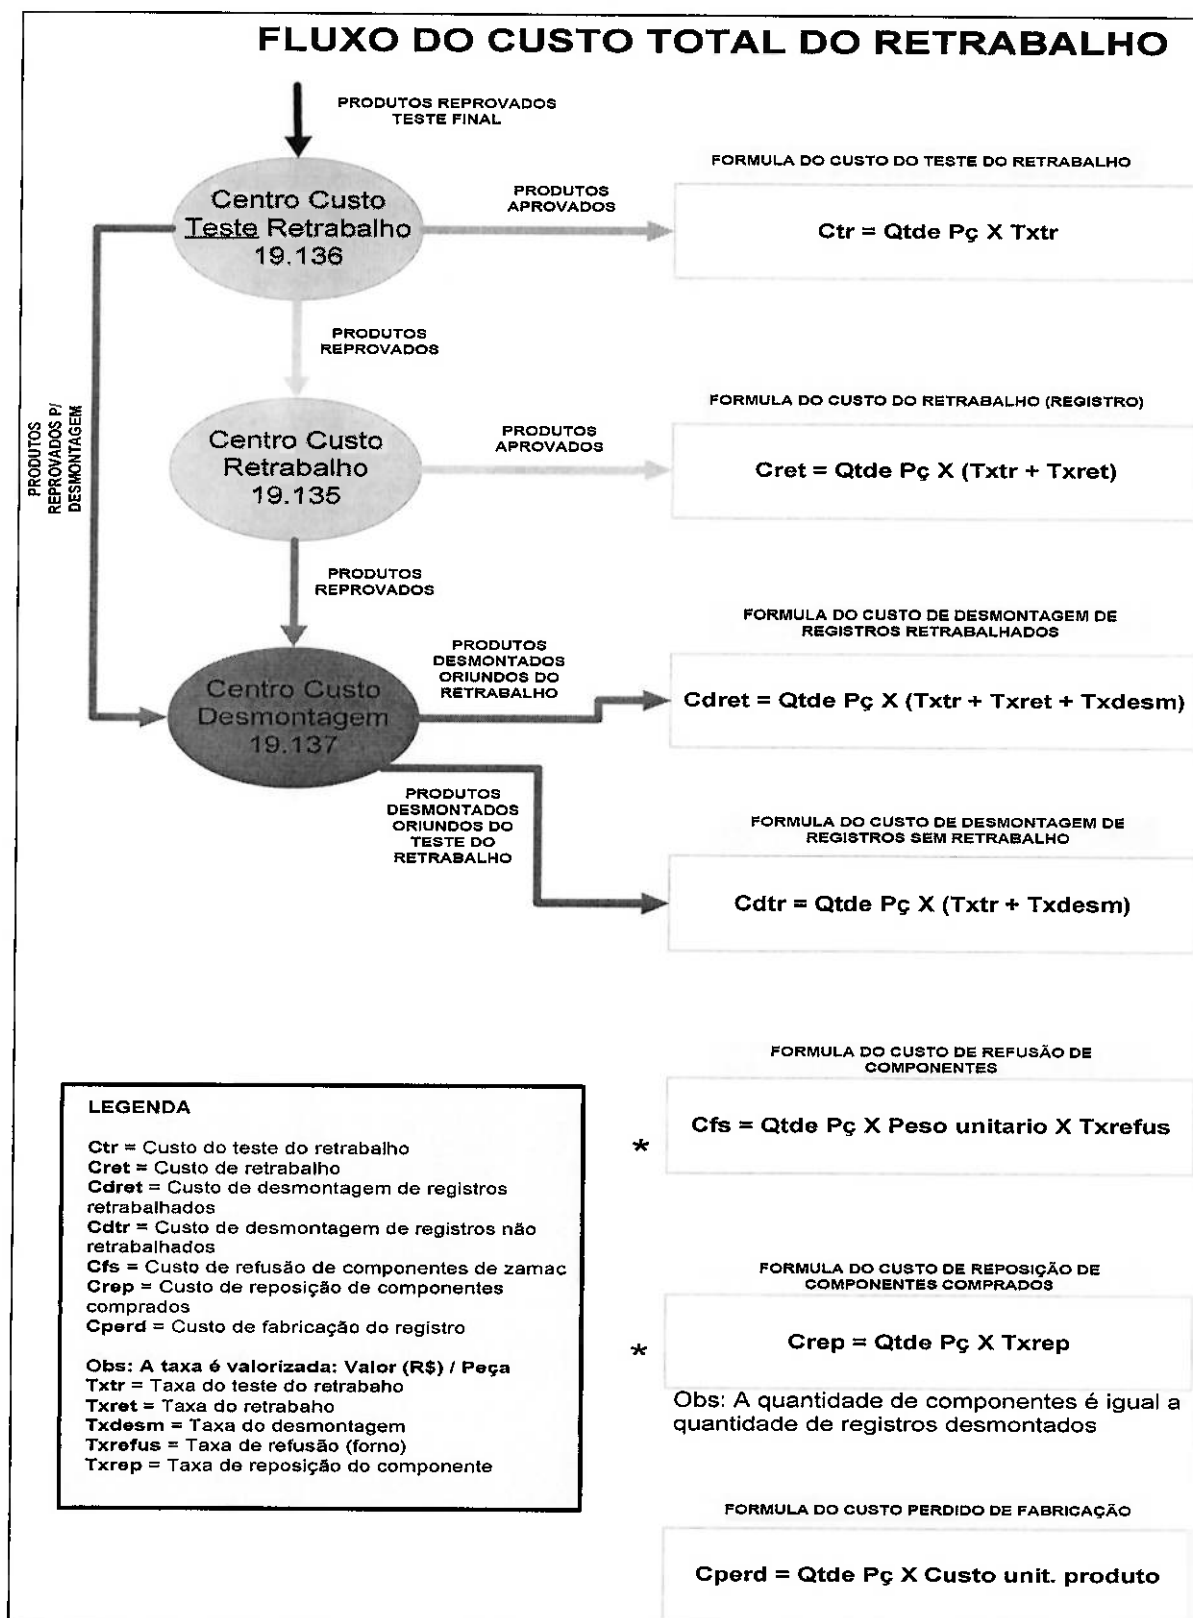 FLUXO DO CUSTO TOTAL DO RETRABALHO
PRODUTOS REPROVADOS
TESTE FINAL
FORMULA DO CUSTO DO TESTE DO RETRABALHO
Centro Custo
Teste Retrabalho
19.136
PRODUTOS
APROVADOS
Ctr = Qtde Pç X Txtr
PRODUTOS
REPROVADOS
PRODUTOS
REPROVADOS P/
DESMONTAGEM
FORMULA DO CUSTO DO RETRABALHO (REGISTRO)
Centro Custo
Retrabalho
19.135
PRODUTOS
APROVADOS
Cret = Qtde Pç X (Txtr + Txret)
PRODUTOS
REPROVADOS
FORMULA DO CUSTO DE DESMONTAGEM DE
REGISTROS RETRABALHADOS
Centro Custo
Desmontagem
19.137
PRODUTOS
DESMONTADOS
ORIUNDOS DO
RETRABALHO
Cdret = Qtde Pç X (Txtr + Txret + Txdesm)
PRODUTOS
DESMONTADOS
ORIUNDOS DO
TESTE DO
RETRABALHO
FORMULA DO CUSTO DE DESMONTAGEM DE
REGISTROS SEM RETRABALHO
Cdtr = Qtde Pç X (Txtr + Txdesm)
FORMULA DO CUSTO DE REFUSÃO DE
COMPONENTES
* Cfs = Qtde Pç X Peso unitario X Txrefus
LEGENDA
Ctr = Custo do teste do retrabalho
Cret = Custo de retrabalho
Cdret = Custo de desmontagem de registros
retrabalhados
Cdtr = Custo de desmontagem de registros não
retrabalhados
Cfs = Custo de refusão de componentes de zamac
Crep = Custo de reposição de componentes
comprados
Cperd = Custo de fabricação do registro
Obs: A taxa é valorizada: Valor (R$) / Peça
Txtr = Taxa do teste do retrabaho
Txret = Taxa do retrabaho
Txdesm = Taxa do desmontagem
Txrefus = Taxa de refusão (forno)
Txrep = Taxa de reposição do componente
FORMULA DO CUSTO DE REPOSIÇÃO DE
COMPONENTES COMPRADOS
* Crep = Qtde Pç X Txrep
Obs: A quantidade de componentes é igual a
quantidade de registros desmontados
FORMULA DO CUSTO PERDIDO DE FABRICAÇÃO
Cperd = Qtde Pç X Custo unit. produto